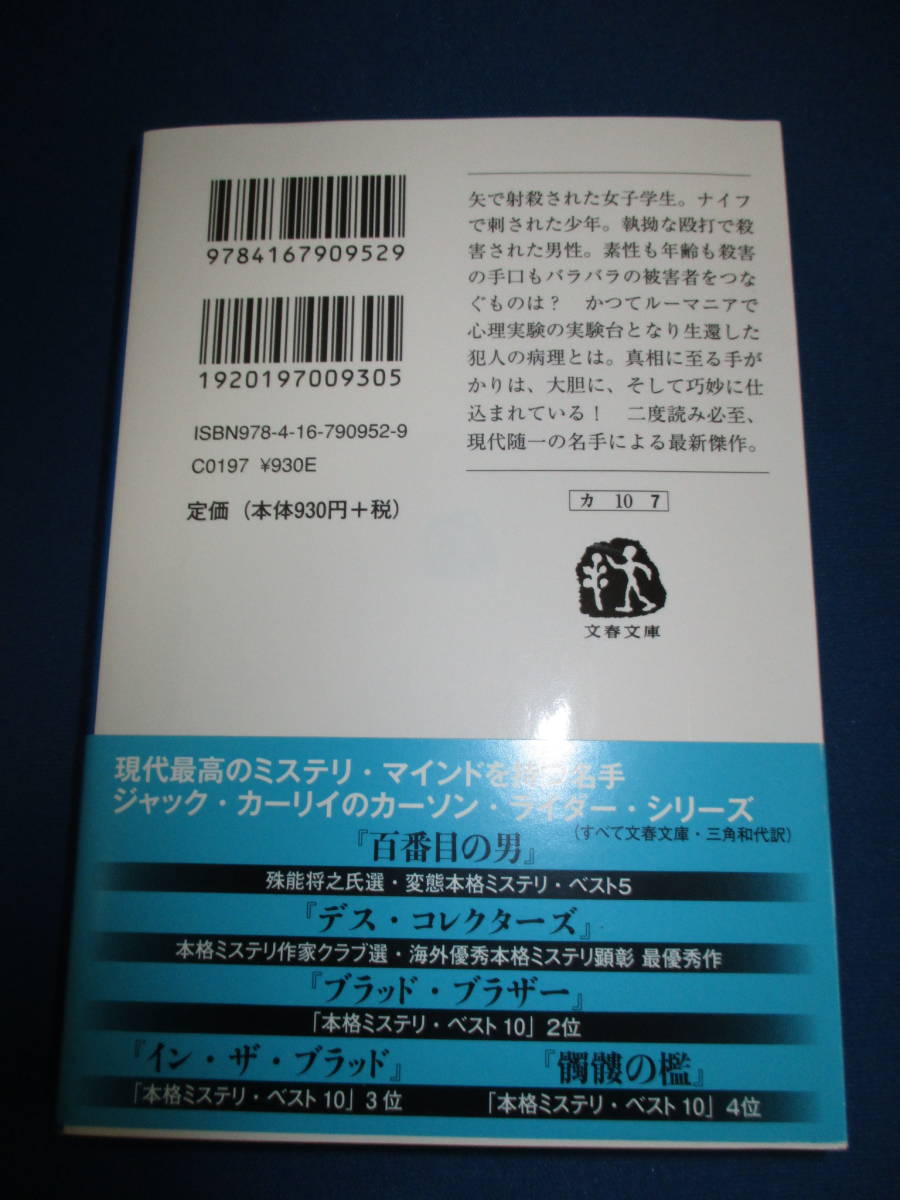 9784167909529
1920197009305
ISBN978-4-16-790952-9
C0197 ¥930E
定価（本体930円＋税）
矢で射殺された女子学生。ナイフ
で刺された少年。執拗な殴打で殺
害された男性。素性も年齢も殺害
の手口もバラバラの被害者をつな
ぐものは？　かつてルーマニアで
心理実験の実験台となり生還した
犯人の病理とは。真相に至る手が
かりは、大胆に、そして巧妙に仕
込まれている！　二度読み必至、
現代随一の名手による最新傑作。
カ 10 7
文春文庫
現代最高のミステリ・マインドを持つ名手
ジャック・カーリイのカーソン・ライダー・シリーズ
（すべて文春文庫・三角和代訳）
『百番目の男』
殊能将之氏選・変態本格ミステリ・ベスト5
『デス・コレクターズ』
本格ミステリ作家クラブ選・海外優秀本格ミステリ顕彰 最優秀作
『ブラッド・ブラザー』
「本格ミステリ・ベスト10」2位
『イン・ザ・ブラッド』
「本格ミステリ・ベスト10」3位
『髑髏の檻』
「本格ミステリ・ベスト10」4位